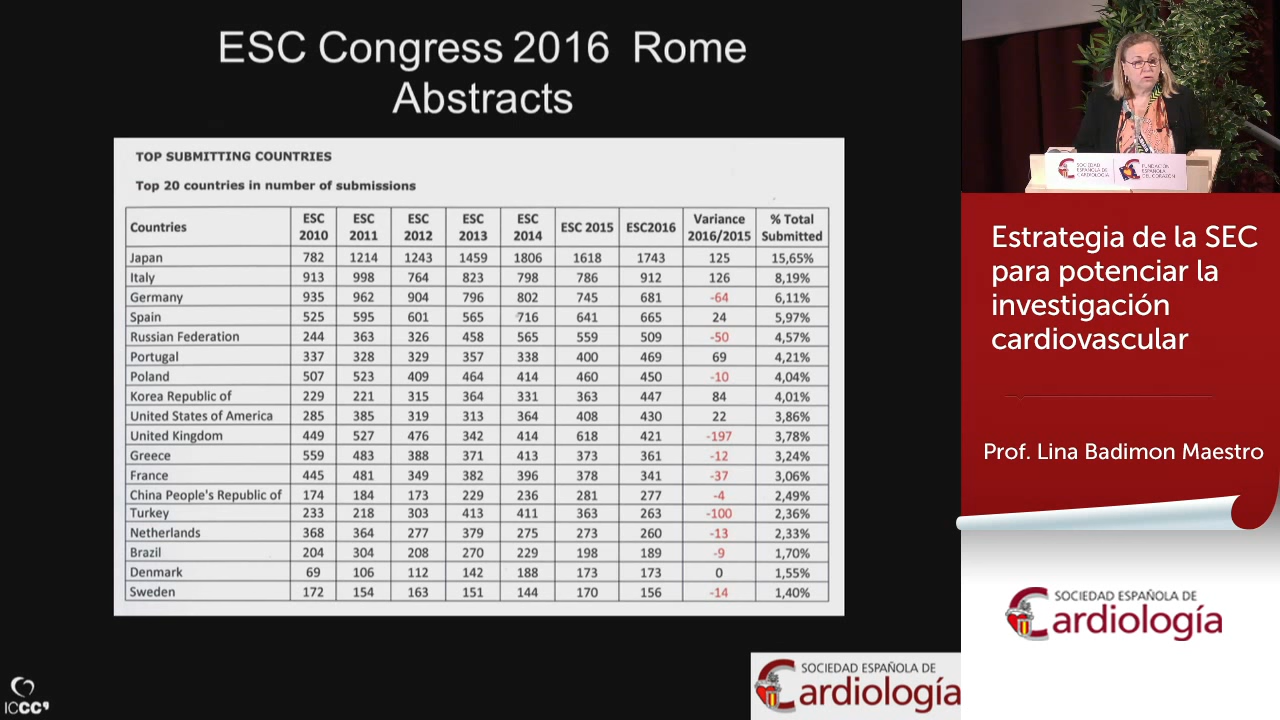 ESC Congress 2016 Rome
Abstracts
TOP SUBMITTING COUNTRIES
Top 20 countries in number of submissions
Countries ESC 2010 ESC 2011 ESC 2012 ESC 2013 ESC 2014 ESC 2015 ESC2016 Variance 2016/2015 % Total Submitted
Japan 782 1214 1243 1459 1806 1618 1743 125 15,65%
Italy 913 998 764 823 798 786 912 126 8,19%
Germany 935 962 904 796 802 745 681 -64 6,11%
Spain 525 595 601 565 716 641 665 24 5,97%
Russian Federation 244 363 326 458 565 559 509 -50 4,57%
Portugal 337 328 329 357 338 400 469 69 4,21%
Poland 507 523 409 464 414 460 450 -10 4,04%
Korea Republic of 229 221 315 364 331 363 447 84 4,01%
United States of America 285 385 319 313 364 408 430 22 3,86%
United Kingdom 449 527 476 342 414 618 421 -197 3,78%
Greece 559 483 388 371 413 373 361 -12 3,24%
France 445 481 349 382 396 378 341 -37 3,06%
China People's Republic of 174 184 173 229 236 281 277 -4 2,49%
Turkey 233 218 303 413 411 363 263 -100 2,36%
Netherlands 368 364 277 379 275 273 260 -13 2,33%
Brazil 204 304 208 270 229 198 189 -9 1,70%
Denmark 69 106 112 142 188 173 173 0 1,55%
Sweden 172 154 163 151 144 170 156 -14 1,40%
ICCC
SOCIEDAD ESPAÑOLA DE
Cardiología
SOCIEDAD
ESPAÑOLA DE
CARDIOLOGÍA
FUNDACIÓN
ESPAÑOLA
DEL CORAZÓN
Estrategia de la SEC
para potenciar la
investigación
cardiovascular
Prof. Lina Badimon Maestro
SOCIEDAD ESPAÑOLA DE
Cardiología